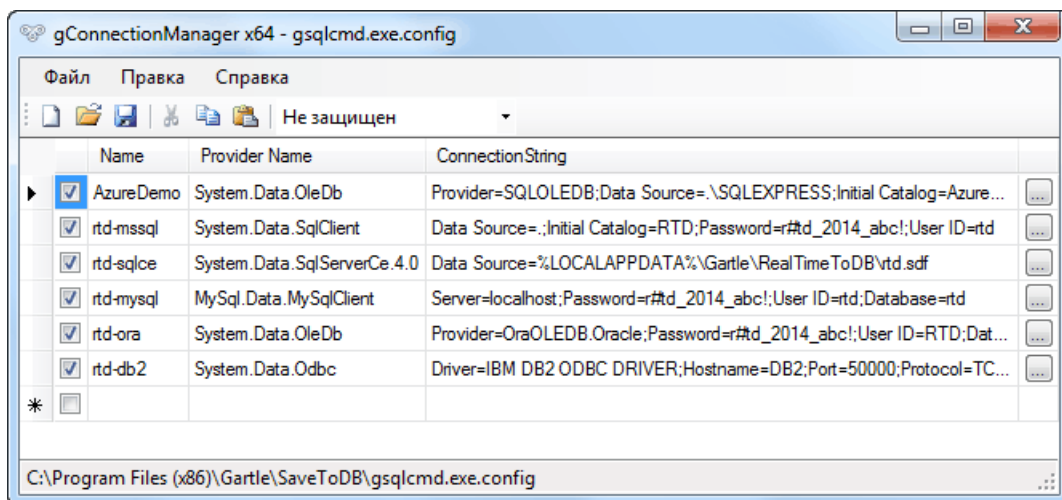 gConnectionManager x64 - gsqlcmd.exe.config
Файл Правка Справка
Не защищен
Name Provider Name ConnectionString
AzureDemo System.Data.OleDb Provider=SQLOLEDB;Data Source=.\SQLEXPRESS;Initial Catalog=Azure... ...
rtd-mssql System.Data.SqlClient Data Source=.;Initial Catalog=RTD;Password=r#td_2014_abc!;User ID=rtd ...
rtd-sqlce System.Data.SqlServerCe.4.0 Data Source=%LOCALAPPDATA%\Gartle\RealTimeToDB\rtd.sdf ...
rtd-mysql MySql.Data.MySqlClient Server=localhost;Password=r#td_2014_abc!;User ID=rtd;Database=rtd ...
rtd-ora System.Data.OleDb Provider=OraOLEDB.Oracle;Password=r#td_2014_abc!;User ID=RTD;Dat... ...
rtd-db2 System.Data.Odbc Driver=IBM DB2 ODBC DRIVER;Hostname=DB2;Port=50000;Protocol=TC... ...
C:\Program Files (x86)\Gartle\SaveToDB\gsqlcmd.exe.config